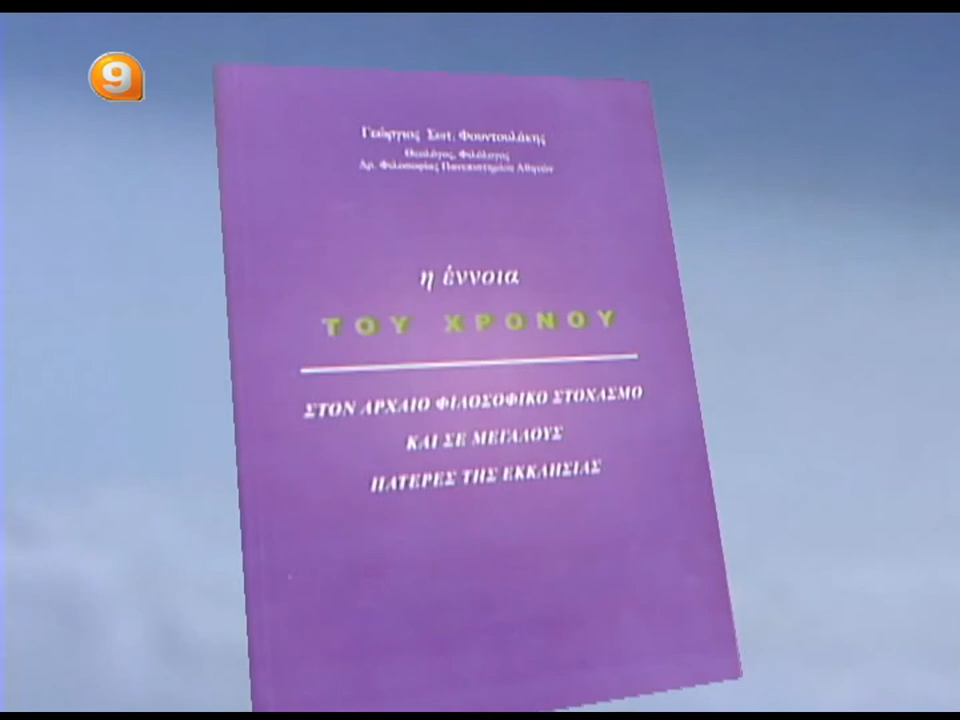 9
Γεώργιος Σωτ. Φουντουλάκης
Θεολόγος, Φιλόλογος
Δρ. Φιλοσοφίας Πανεπιστημίου Αθηνών
η έννοια
ΤΟΥ ΧΡΟΝΟΥ
ΣΤΟΝ ΑΡΧΑΙΟ ΦΙΛΟΣΟΦΙΚΟ ΣΤΟΧΑΣΜΟ
ΚΑΙ ΣΕ ΜΕΓΑΛΟΥΣ
ΠΑΤΕΡΕΣ ΤΗΣ ΕΚΚΛΗΣΙΑΣ